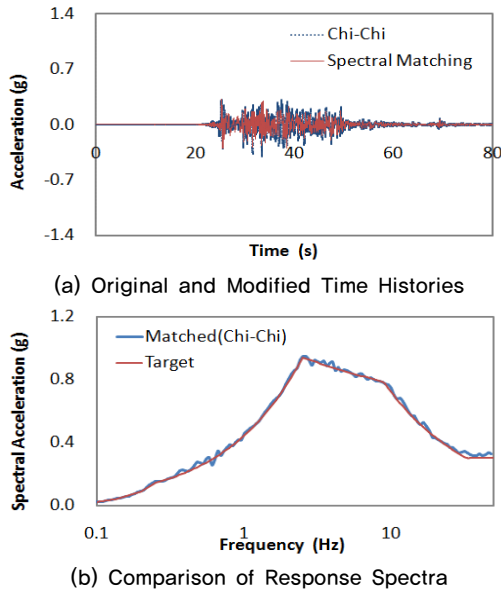 1.4
0.7
0.0
-0.7
-1.4
Acceleration (g)
Chi-Chi
Spectral Matching
0 20 40 60 80
Time (s)
(a) Original and Modified Time Histories
1.2
0.8
0.4
0.0
Spectral Acceleration (g)
Matched(Chi-Chi)
Target
0.1 1 10
Frequency (Hz)
(b) Comparison of Response Spectra